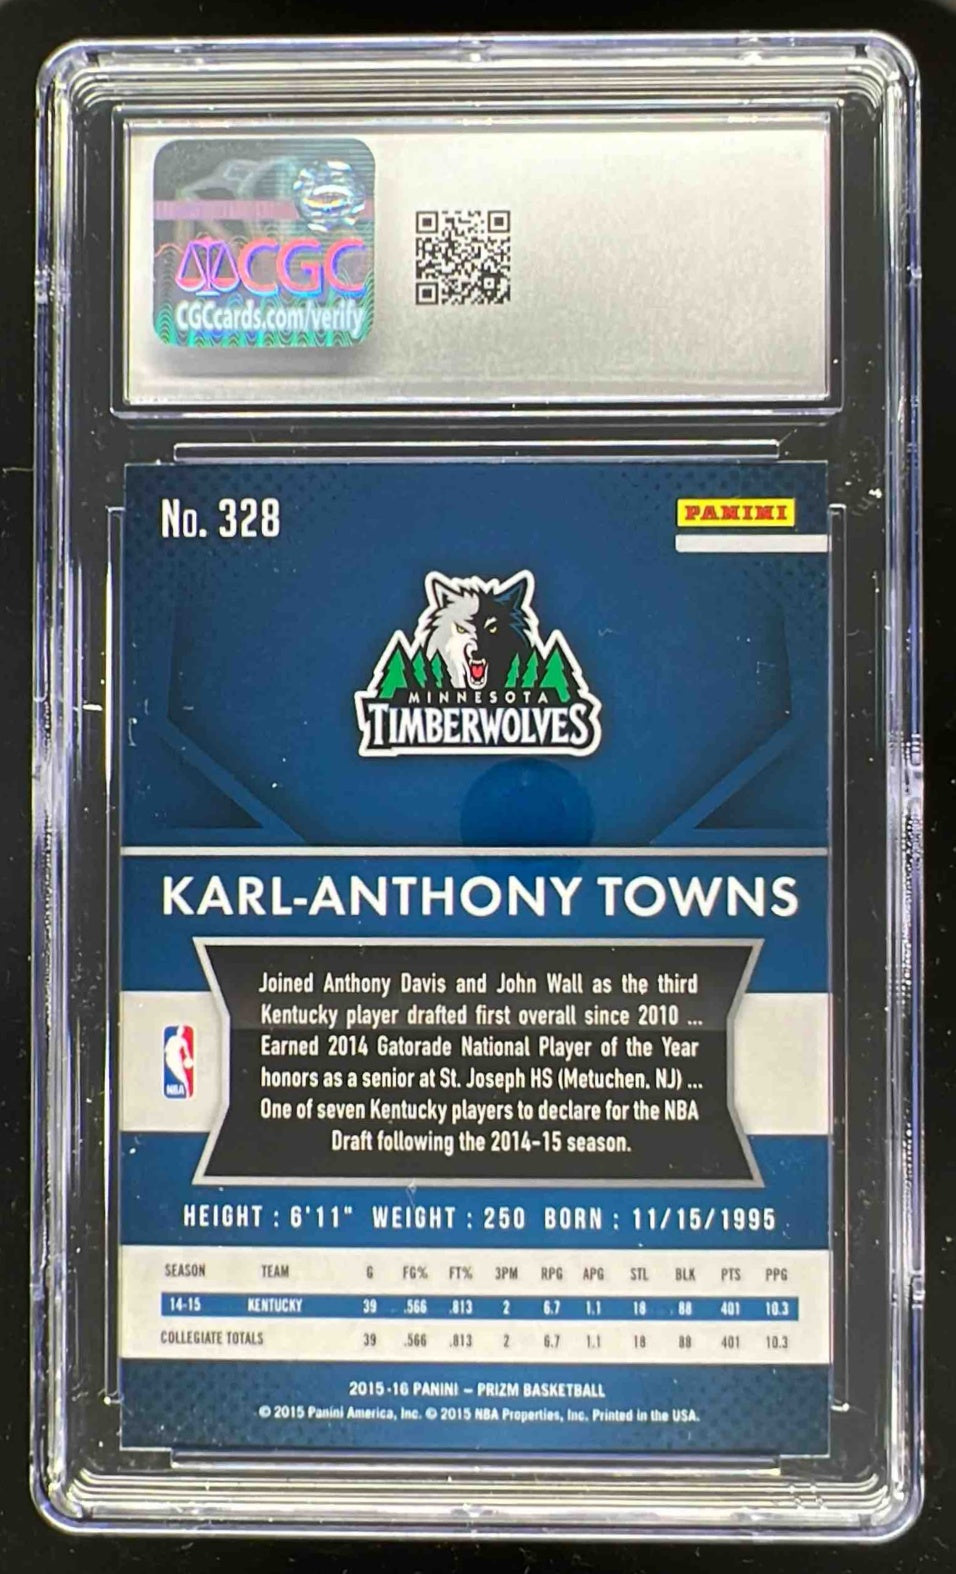 CGC
CGCcards.com/verify
No. 328
PANINI
MINNESOTA
TIMBERWOLVES
KARL-ANTHONY TOWNS
Joined Anthony Davis and John Wall as the third
Kentucky player drafted first overall since 2010 ...
Earned 2014 Gatorade National Player of the Year
honors as a senior at St. Joseph HS (Metuchen, NJ) ...
One of seven Kentucky players to declare for the NBA
Draft following the 2014-15 season.
NBA
HEIGHT : 6'11" WEIGHT : 250 BORN : 11/15/1995
SEASON TEAM G FG% FT% 3PM RPG APG STL BLK PTS PPG
14-15 KENTUCKY 39 .566 .813 2 6.7 1.1 18 88 401 10.3
COLLEGIATE TOTALS 39 .566 .813 2 6.7 1.1 18 88 401 10.3
2015-16 PANINI – PRIZM BASKETBALL
© 2015 Panini America, Inc. © 2015 NBA Properties, Inc. Printed in the USA.